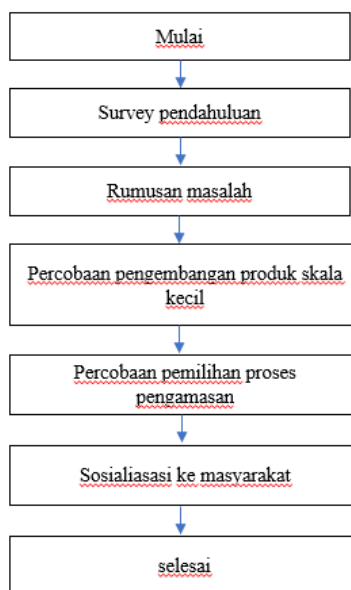 Mulai
Survey pendahuluan
Rumusan masalah
Percobaan pengembangan produk skala
kecil
Percobaan pemilihan proses
pengamasan
Sosialiasasi ke masyarakat
selesai